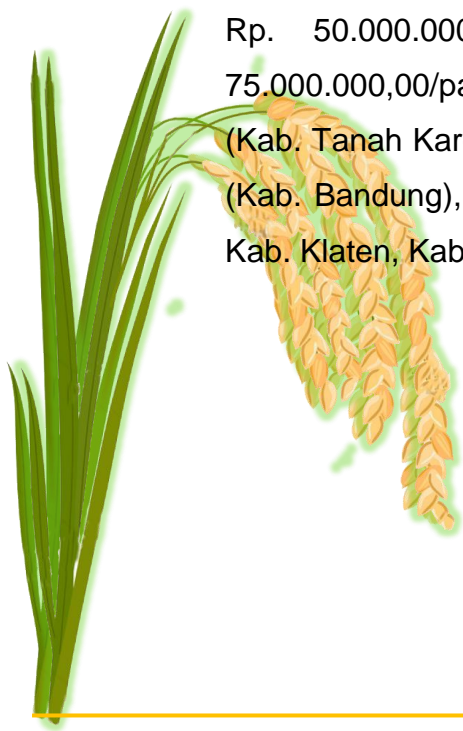 Rp. 50.000.000
75.000.000,00/pa
(Kab. Tanah Kar
(Kab. Bandung),
Kab. Klaten, Kab